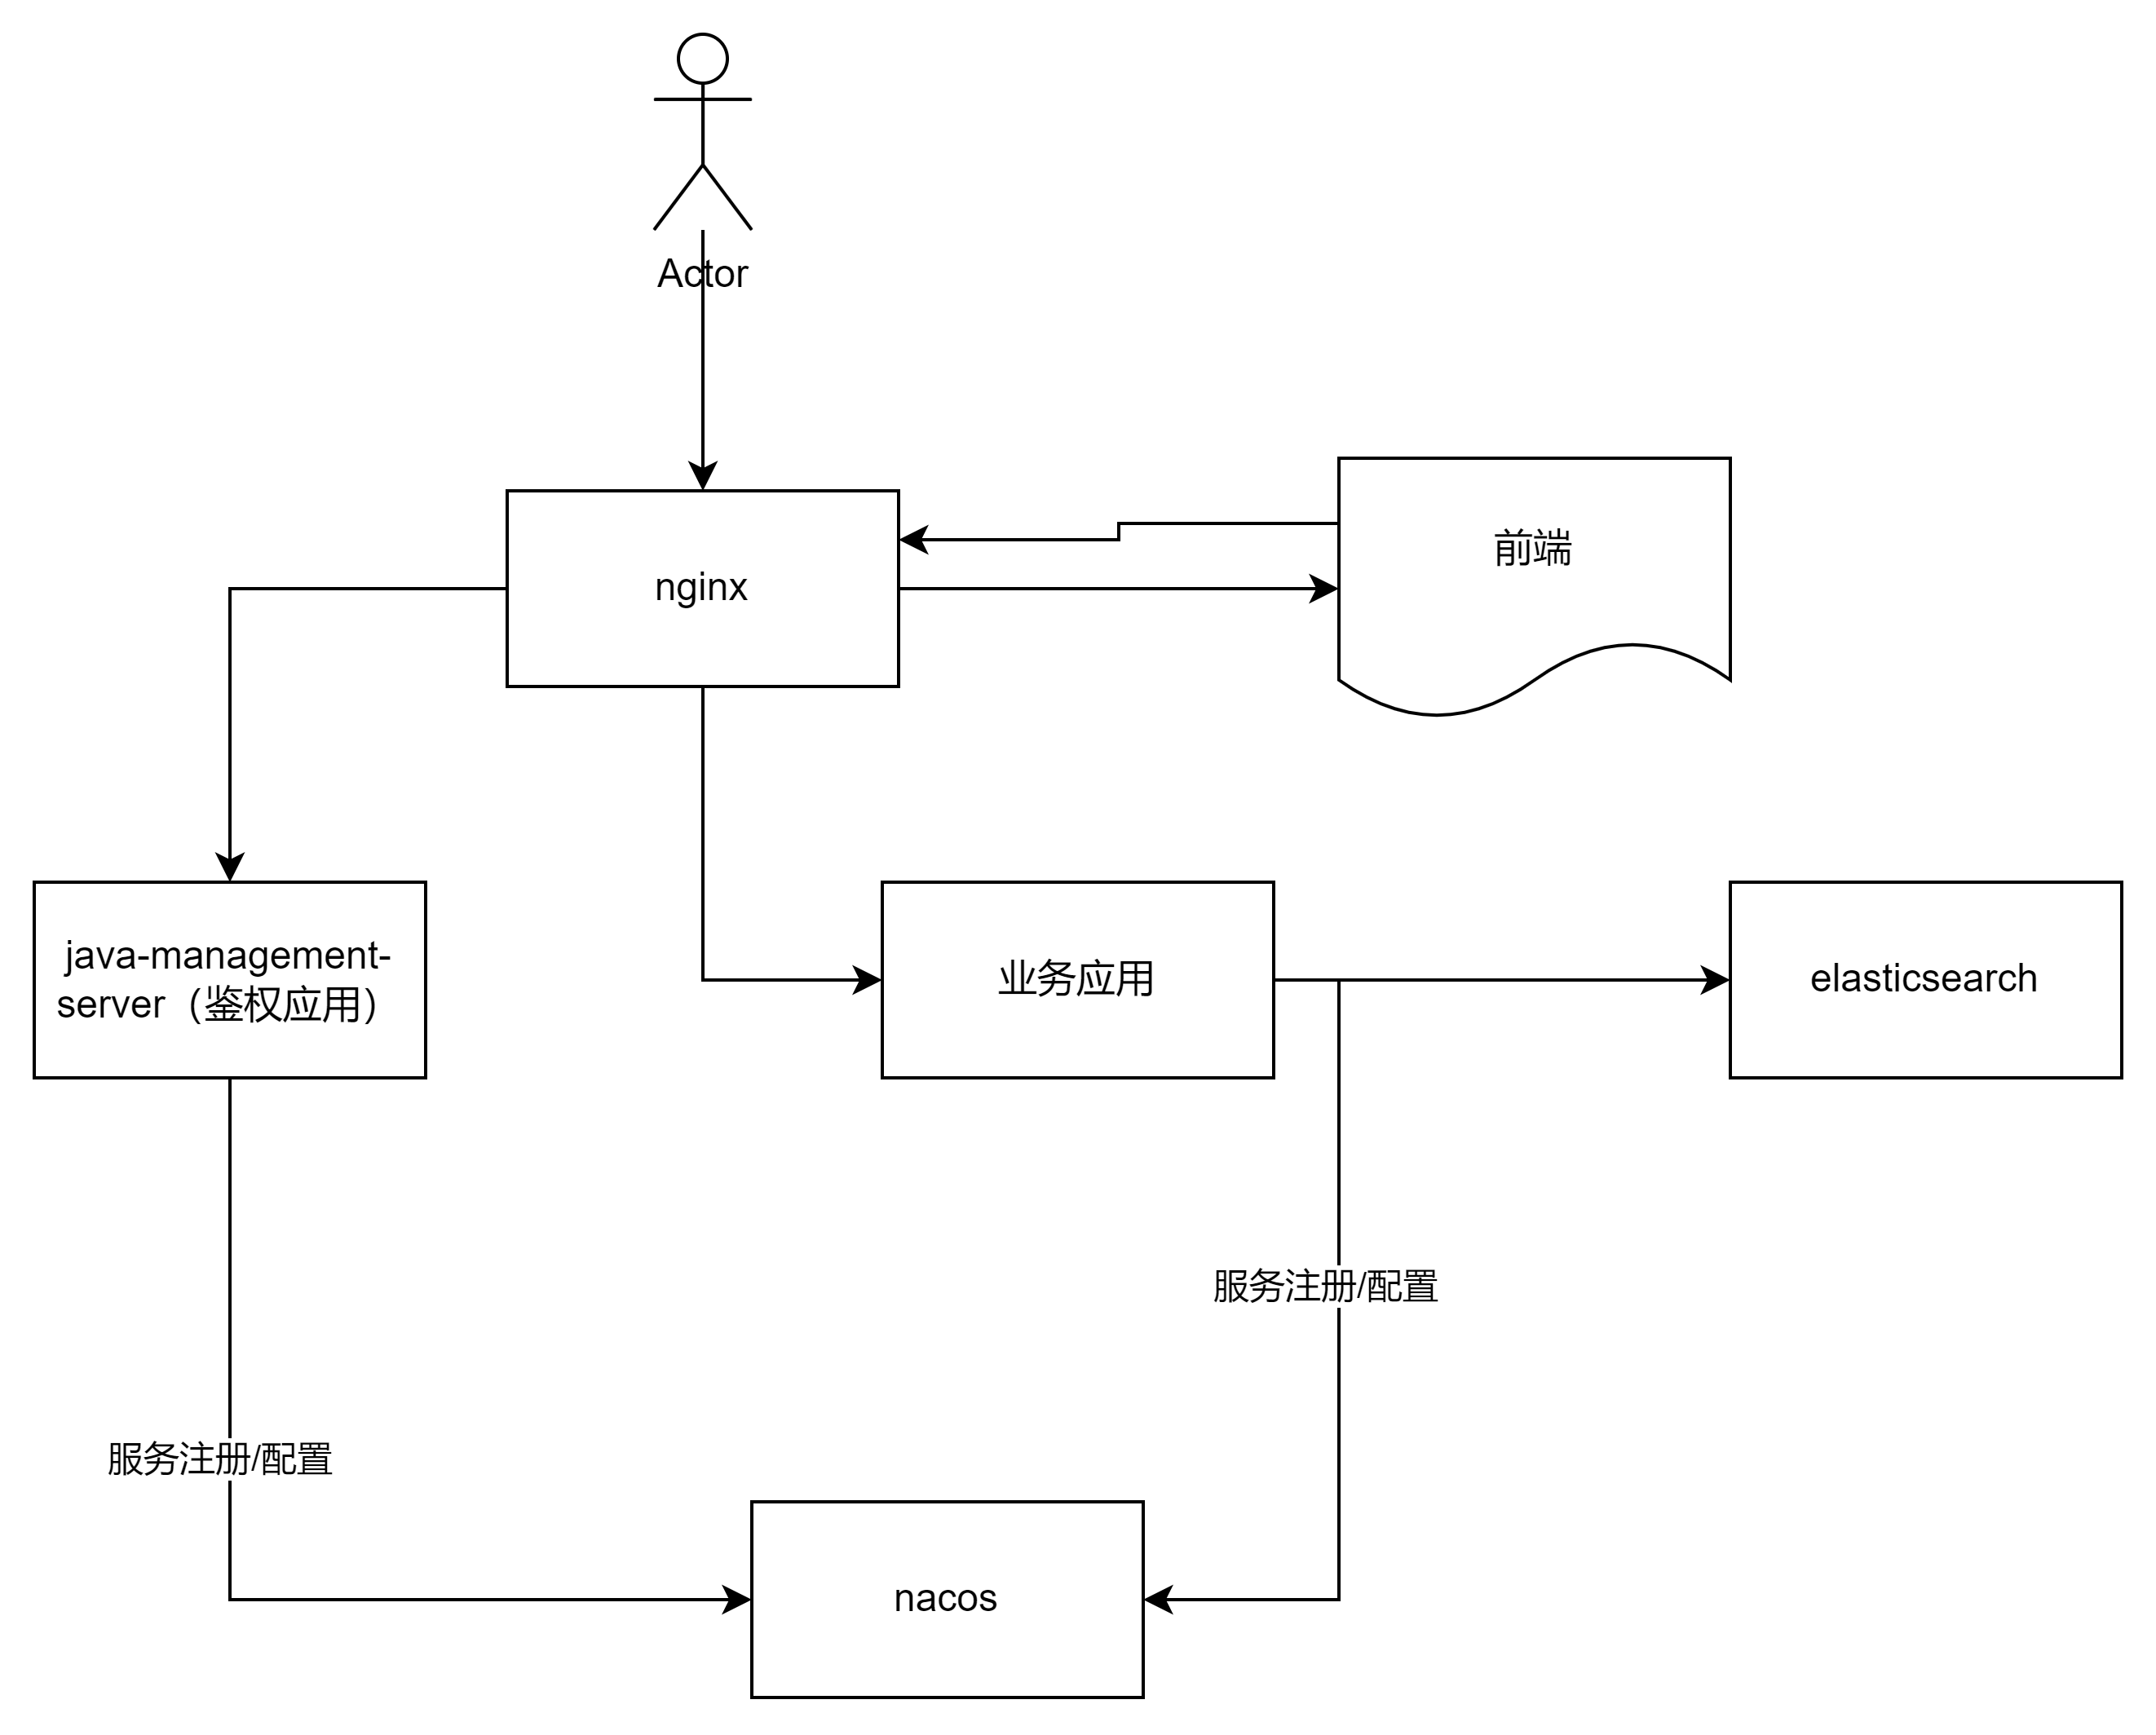 Actor
前端
nginx
java-management-
server（鉴权应用）
业务应用
elasticsearch
服务注册/配置
服务注册/配置
nacos